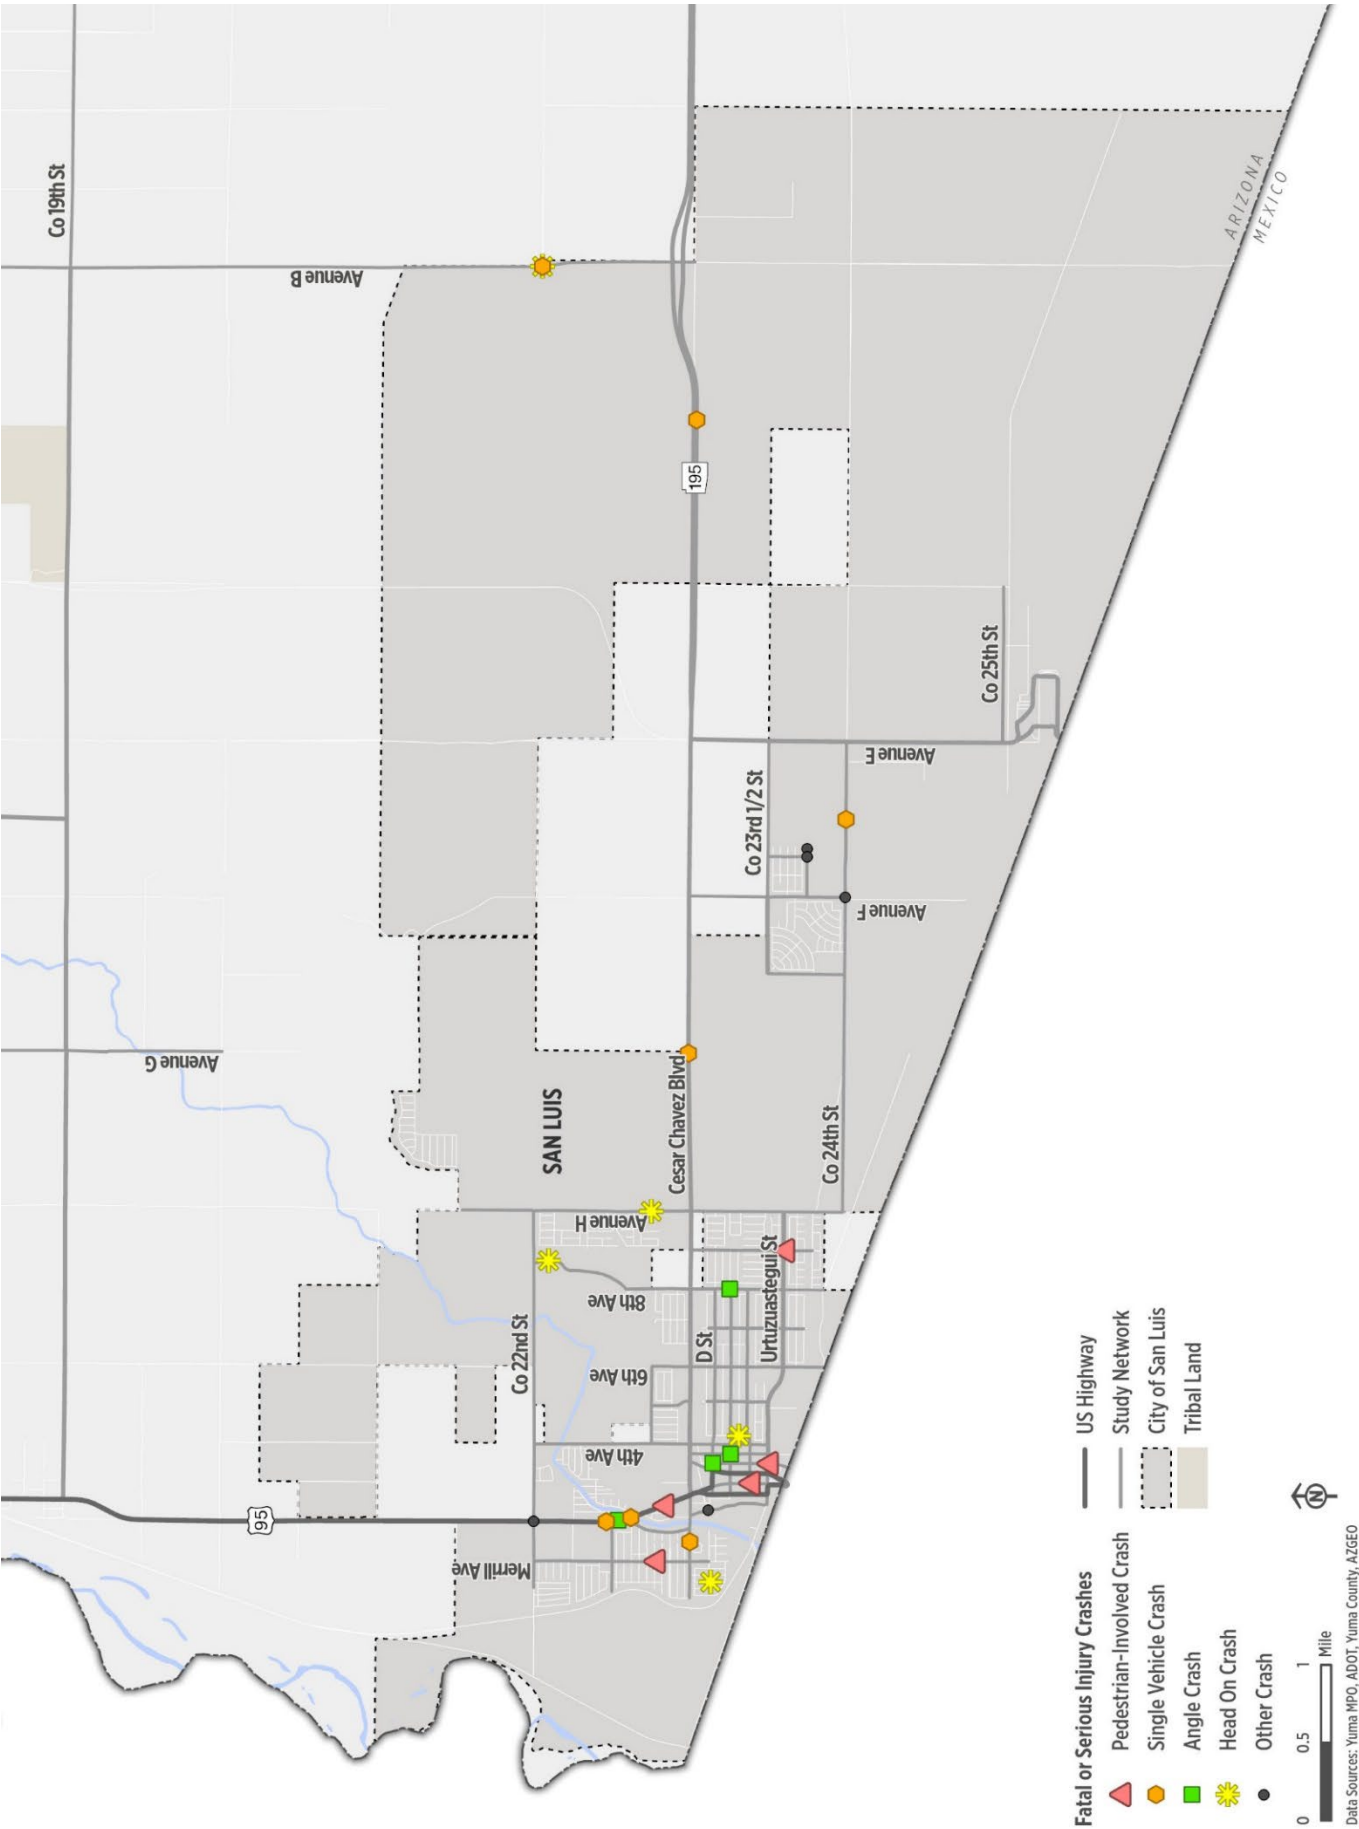 Co 19th St
Avenue B
Avenue G
95
SAN LUIS
Co 22nd St
Merrill Ave
4th Ave
6th Ave
8th Ave
Avenue H
Cesar Chavez Blvd
195
D St
Urtuzuastegui St
Co 23rd 1/2 St
Co 24th St
Avenue F
Avenue E
Co 25th St
ARIZONA
MEXICO
Fatal or Serious Injury Crashes
Pedestrian-Involved Crash
Single Vehicle Crash
Angle Crash
Head On Crash
Other Crash
US Highway
Study Network
City of San Luis
Tribal Land
0 0.5 1
Mile
N
Data Sources: Yuma MPO, ADOT, Yuma County, AZGEO